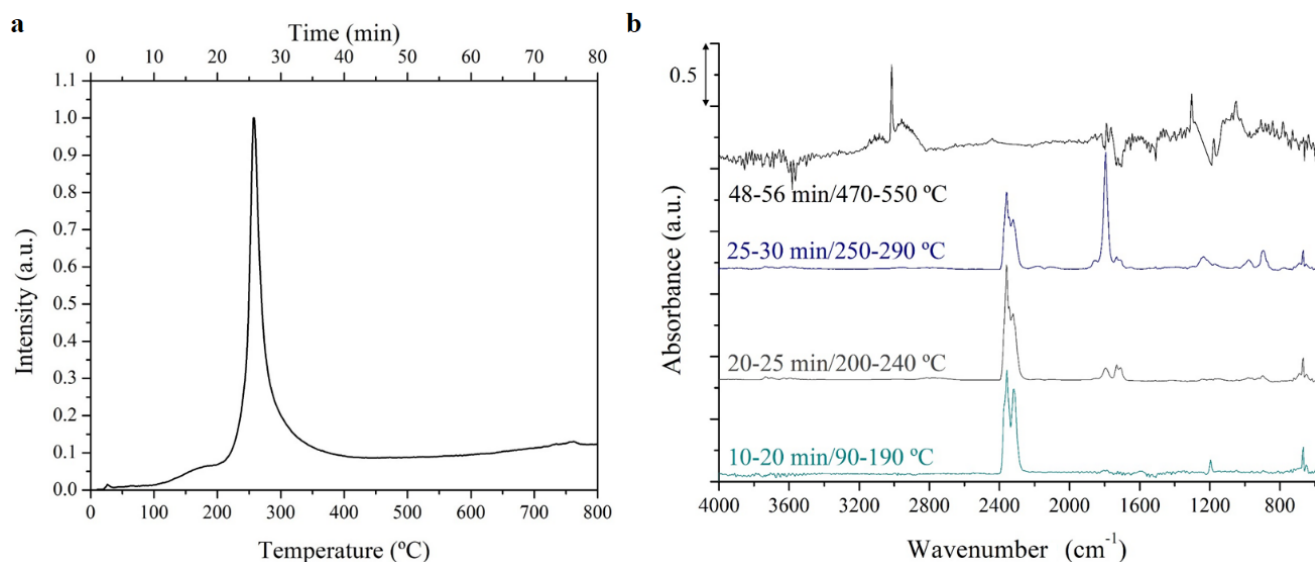 a
Time (min)
0 10 20 30 40 50 60 70 80
1.1
1.0
0.9
0.8
0.7
0.6
0.5
0.4
0.3
0.2
0.1
0.0
Intensity (a.u.)
0 100 200 300 400 500 600 700 800
Temperature (ºC)
b
0.5
48-56 min/470-550 ºC
25-30 min/250-290 ºC
20-25 min/200-240 ºC
10-20 min/90-190 ºC
Absorbance (a.u.)
4000 3600 3200 2800 2400 2000 1600 1200 800
Wavenumber (cm⁻¹)